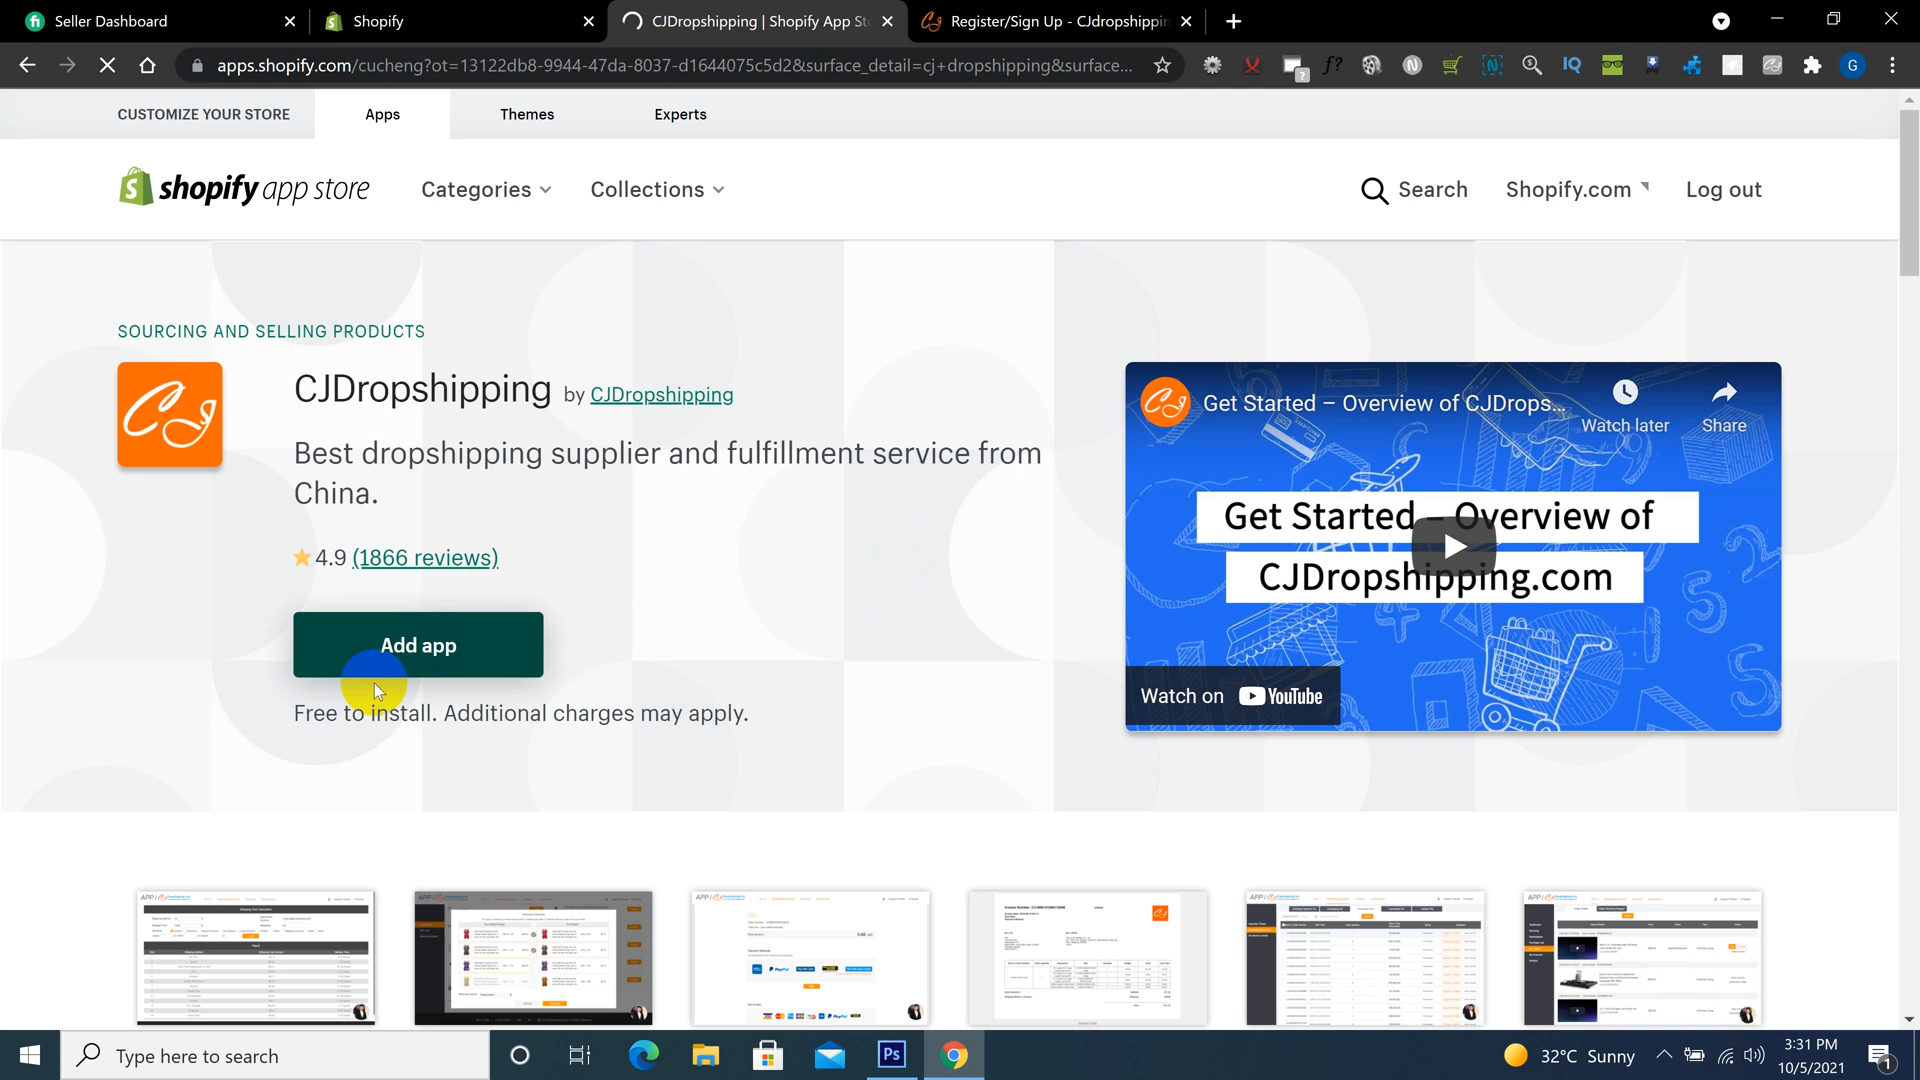 Seller Dashboard
Shopify
CJDropshipping | Shopify App Sto
Register/Sign Up - CJdropshippin
apps.shopify.com/cucheng?ot=13122db8-9944-47da-8037-d1644075c5d2&surface_detail=cj+dropshipping&surface...
CUSTOMIZE YOUR STORE
Apps
Themes
Experts
shopify app store
Categories
Collections
Search
Shopify.com
Log out
SOURCING AND SELLING PRODUCTS
CJDropshipping by CJDropshipping
Best dropshipping supplier and fulfillment service from
China.
4.9 (1866 reviews)
Add app
Free to install. Additional charges may apply.
Get Started – Overview of CJDrops...
Watch later
Share
Get Started – Overview of
CJDropshipping.com
Watch on YouTube
Type here to search
32°C Sunny
3:31 PM
10/5/2021
1